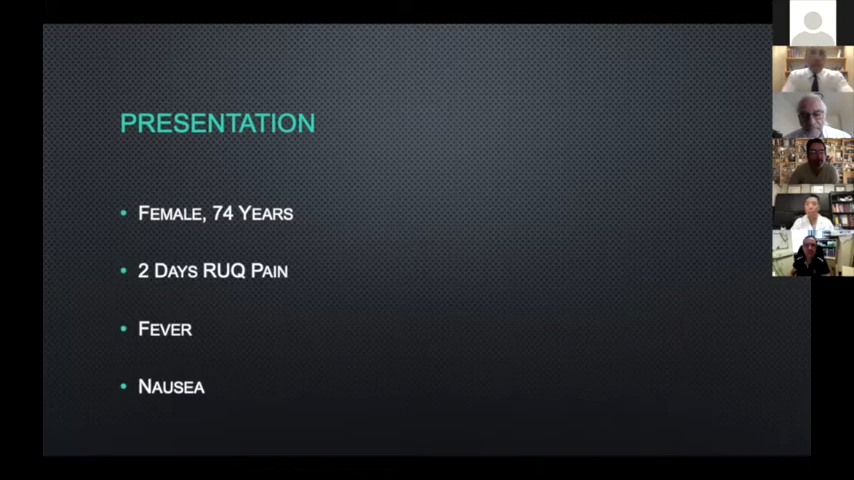 PRESENTATION
• FEMALE, 74 YEARS
• 2 DAYS RUQ PAIN
• FEVER
• NAUSEA